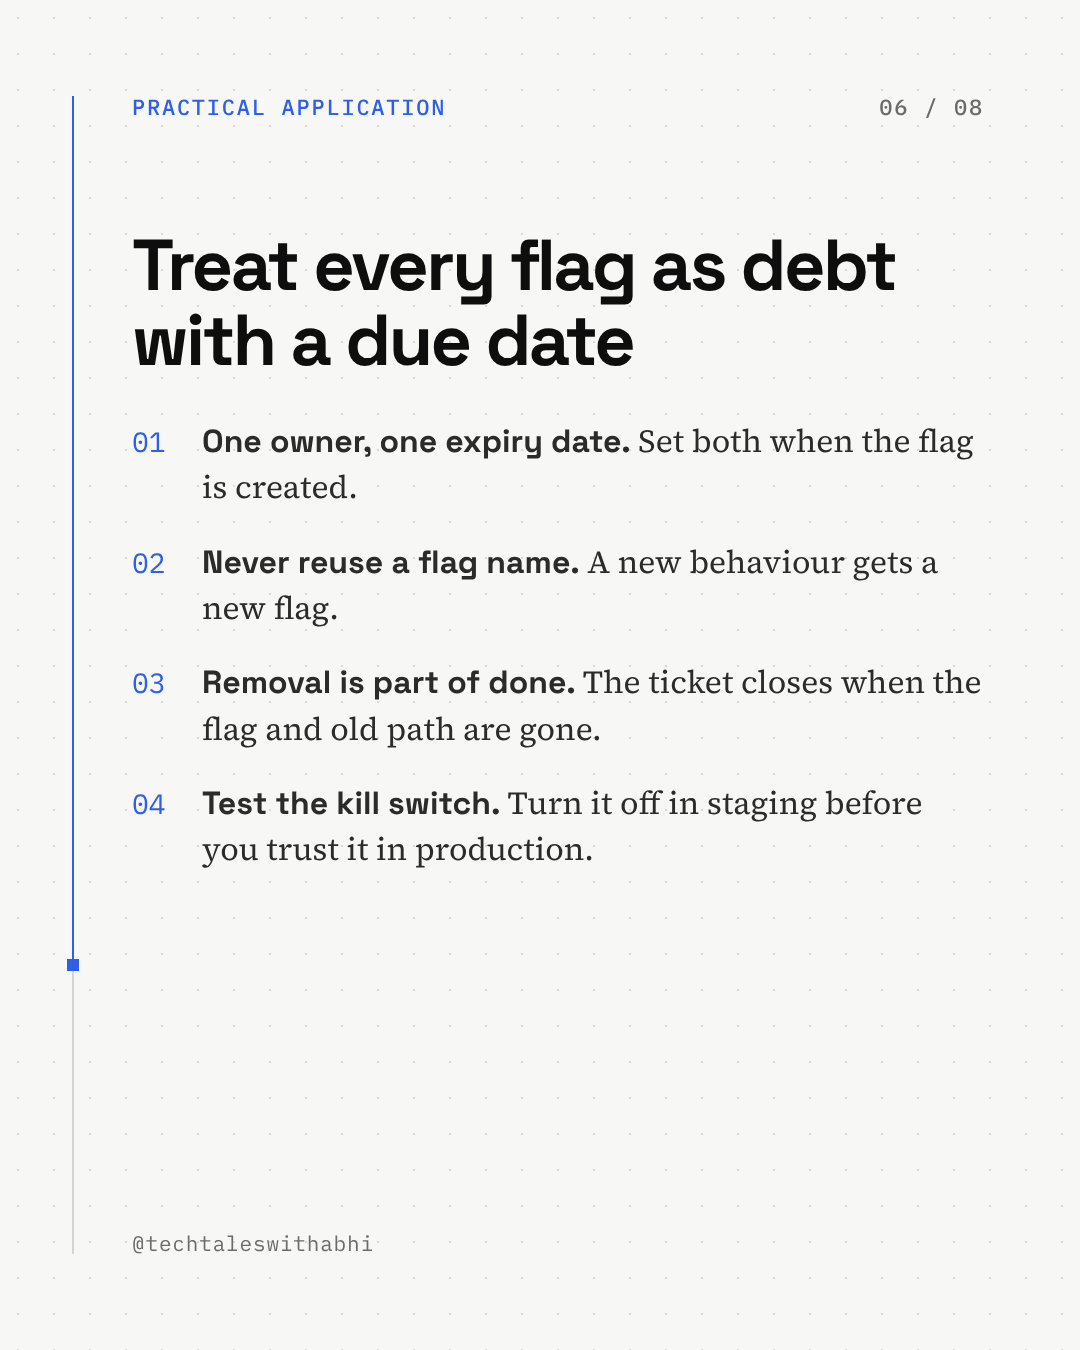 PRACTICAL APPLICATION
06 / 08
Treat every flag as debt
with a due date
01 One owner, one expiry date. Set both when the flag
is created.
02 Never reuse a flag name. A new behaviour gets a
new flag.
03 Removal is part of done. The ticket closes when the
flag and old path are gone.
04 Test the kill switch. Turn it off in staging before
you trust it in production.
@techtaleswithabhi